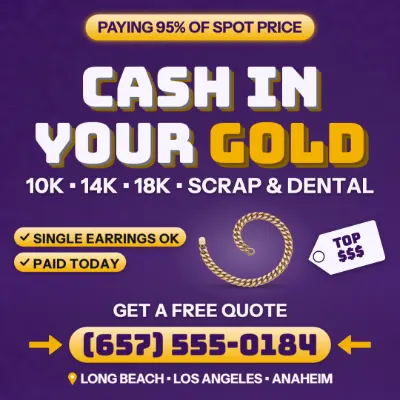 PAYING 95% OF SPOT PRICE
CASH IN
YOUR GOLD
10K ▪ 14K ▪ 18K ▪ SCRAP & DENTAL
SINGLE EARRINGS OK
PAID TODAY
TOP
$$$
GET A FREE QUOTE
(657) 555-0184
LONG BEACH ▪ LOS ANGELES ▪ ANAHEIM